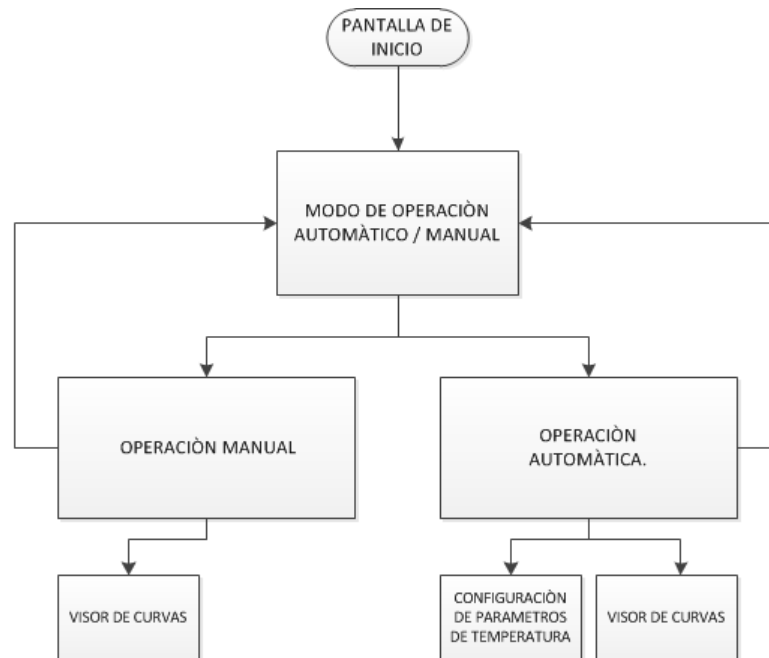 PANTALLA DE
INICIO
MODO DE OPERACIÒN
AUTOMÀTICO / MANUAL
OPERACIÒN MANUAL
OPERACIÒN
AUTOMÀTICA.
VISOR DE CURVAS
CONFIGURACIÒN
DE PARAMETROS
DE TEMPERATURA
VISOR DE CURVAS